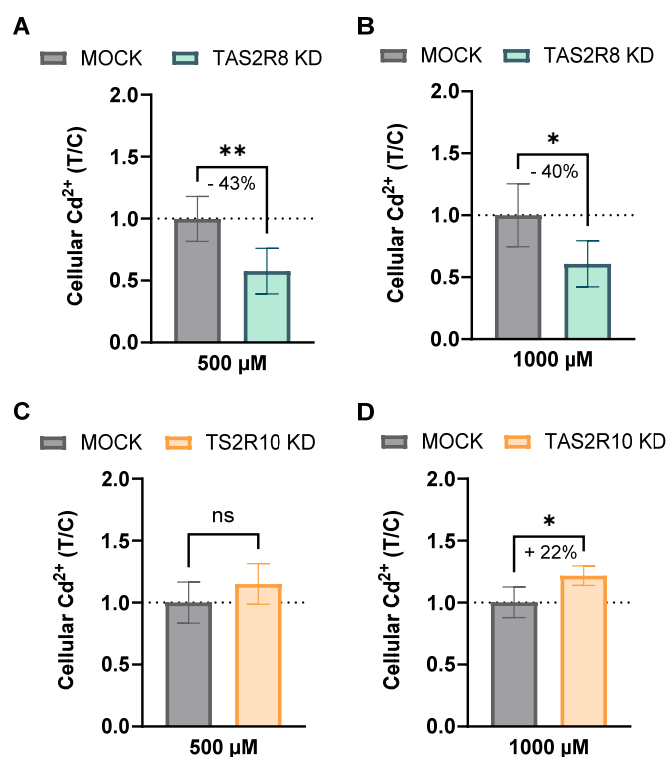 A
MOCK TAS2R8 KD
Cellular Cd²⁺ (T/C)
2.0
1.5
1.0
0.5
0.0
**
- 43%
500 µM
B
MOCK TAS2R8 KD
Cellular Cd²⁺ (T/C)
2.0
1.5
1.0
0.5
0.0
*
- 40%
1000 µM
C
MOCK TS2R10 KD
Cellular Cd²⁺ (T/C)
2.0
1.5
1.0
0.5
0.0
ns
500 µM
D
MOCK TAS2R10 KD
Cellular Cd²⁺ (T/C)
2.0
1.5
1.0
0.5
0.0
*
+ 22%
1000 µM